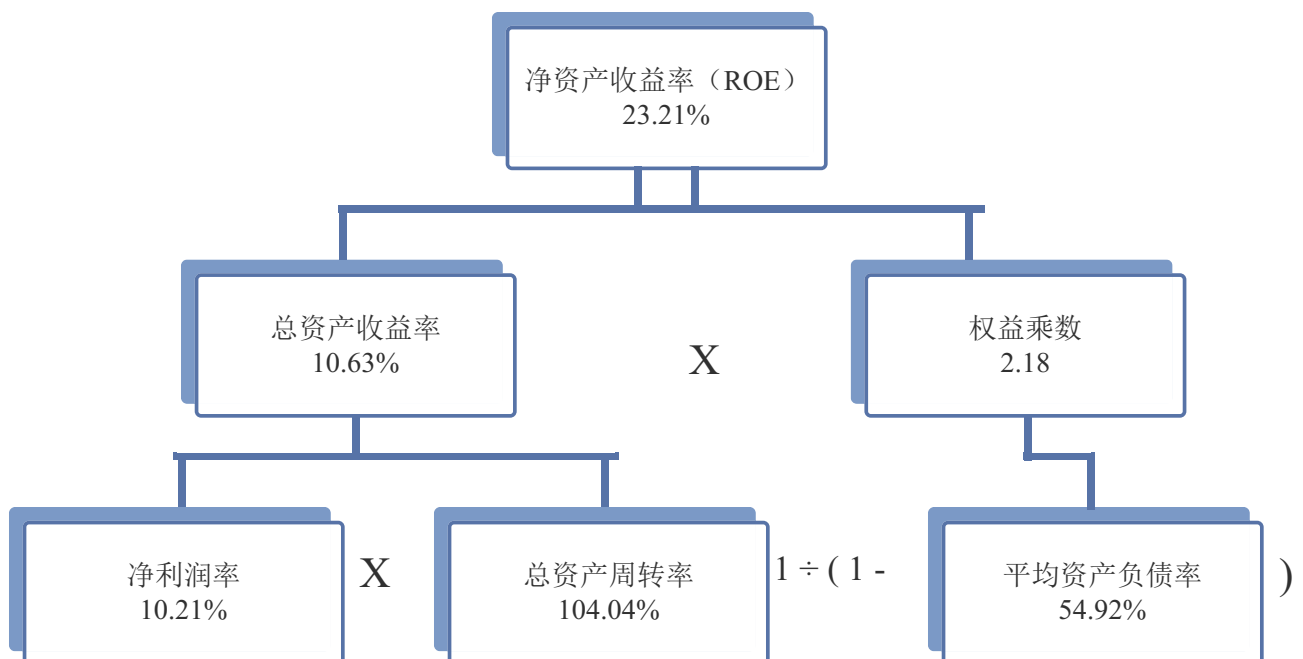 净资产收益率（ROE）
23.21%
总资产收益率
10.63%
X
权益乘数
2.18
净利润率
10.21%
X
总资产周转率
104.04%
1 ÷ ( 1 -
平均资产负债率
54.92%
)